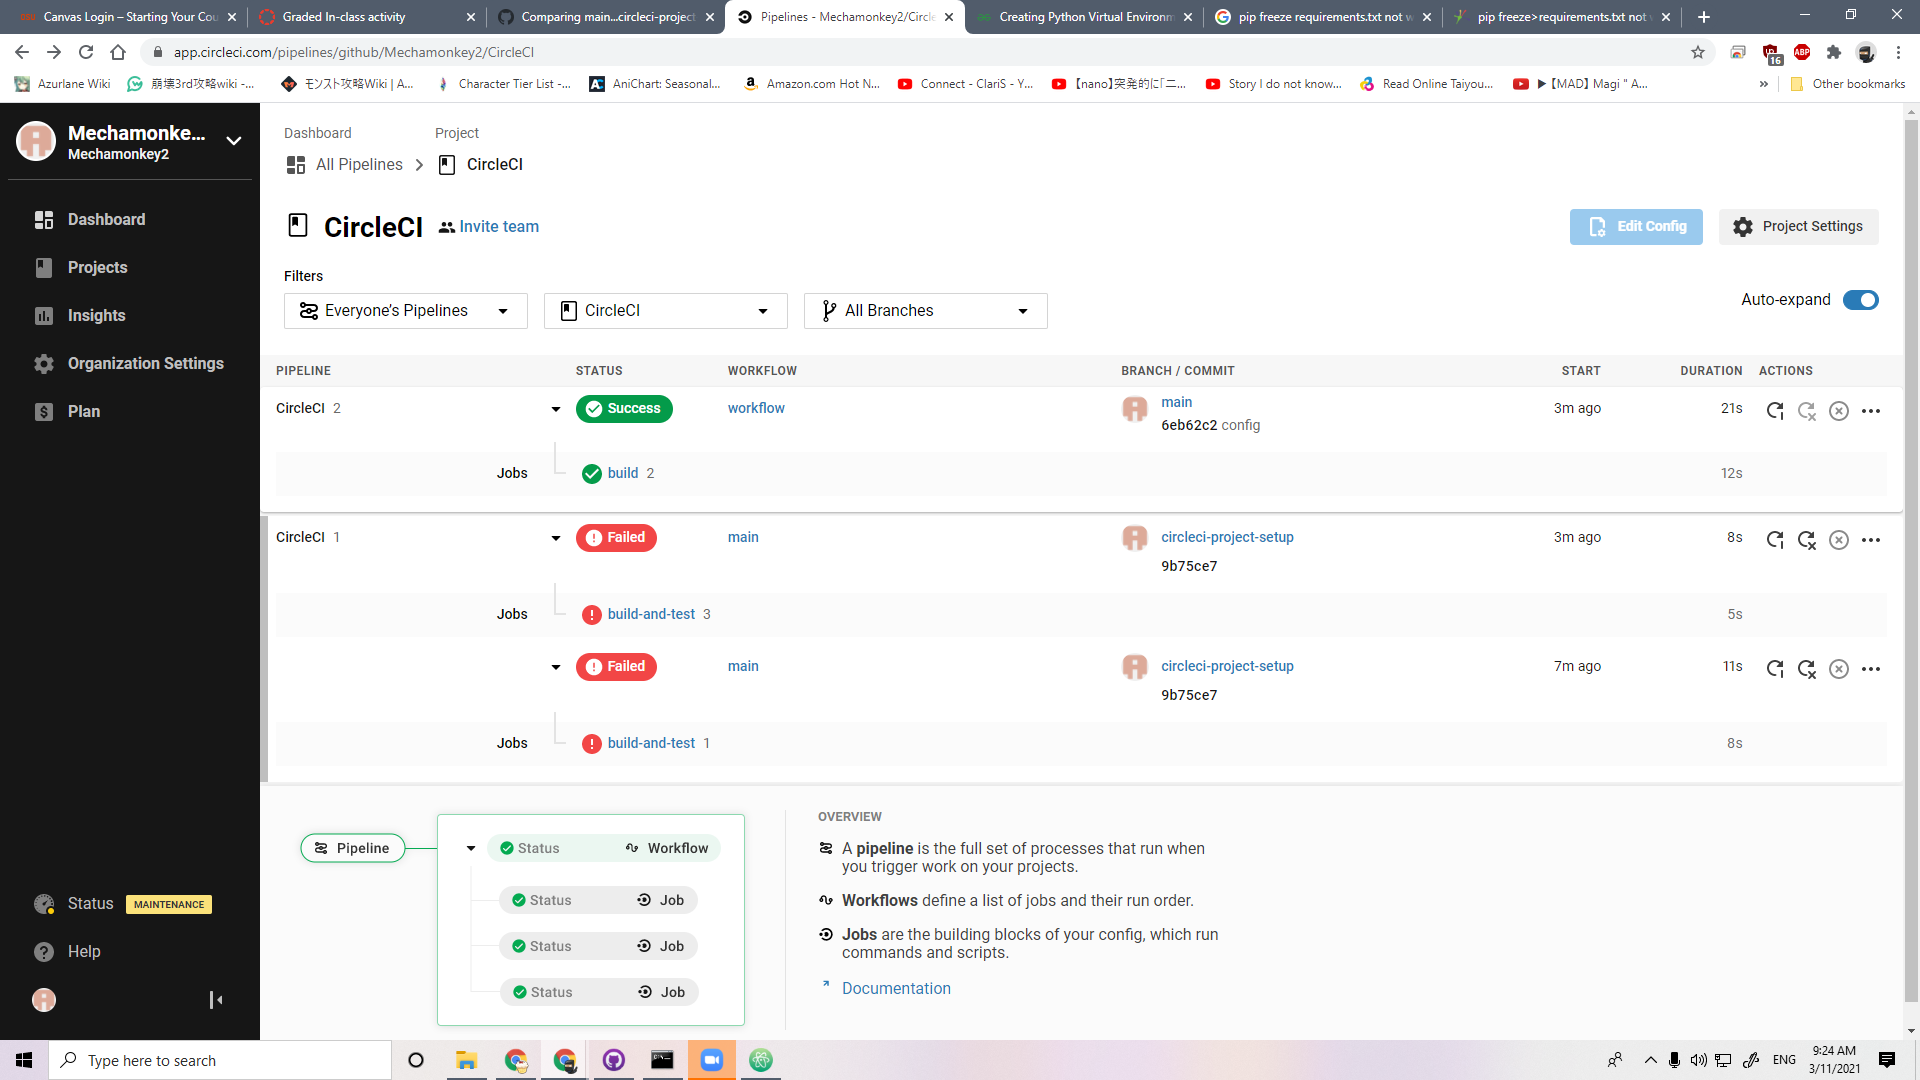 Canvas Login – Starting Your Cou
Graded In-class activity
Comparing main...circleci-project
Pipelines - Mechamonkey2/Circle
Creating Python Virtual Environm
pip freeze requirements.txt not w
pip freeze>requirements.txt not
app.circleci.com/pipelines/github/Mechamonkey2/CircleCI
16
ABP
Azurlane Wiki
崩壊3rd攻略wiki -...
モンスト攻略Wiki | A...
Character Tier List -...
AniChart: Seasonal...
Amazon.com Hot N...
Connect - ClariS - Y...
【nano】突発的に「ニ...
Story I do not know...
Read Online Taiyou...
▶【MAD】 Magi " A...
»
Other bookmarks
Mechamonke...
Mechamonkey2
Dashboard
Projects
Insights
Organization Settings
Plan
Status MAINTENANCE
Help
Dashboard Project
All Pipelines CircleCI
CircleCI Invite team
Edit Config
Project Settings
Filters
Everyone's Pipelines
CircleCI
All Branches
Auto-expand
PIPELINE STATUS WORKFLOW BRANCH / COMMIT START DURATION ACTIONS
CircleCI 2 Success workflow main 3m ago 21s
6eb62c2 config
Jobs build 2 12s
CircleCI 1 Failed main circleci-project-setup 3m ago 8s
9b75ce7
Jobs build-and-test 3 5s
Failed main circleci-project-setup 7m ago 11s
9b75ce7
Jobs build-and-test 1 8s
Pipeline
Status Workflow
Status Job
Status Job
Status Job
OVERVIEW
A pipeline is the full set of processes that run when
you trigger work on your projects.
Workflows define a list of jobs and their run order.
Jobs are the building blocks of your config, which run
commands and scripts.
Documentation
Type here to search
ENG
9:24 AM
3/11/2021